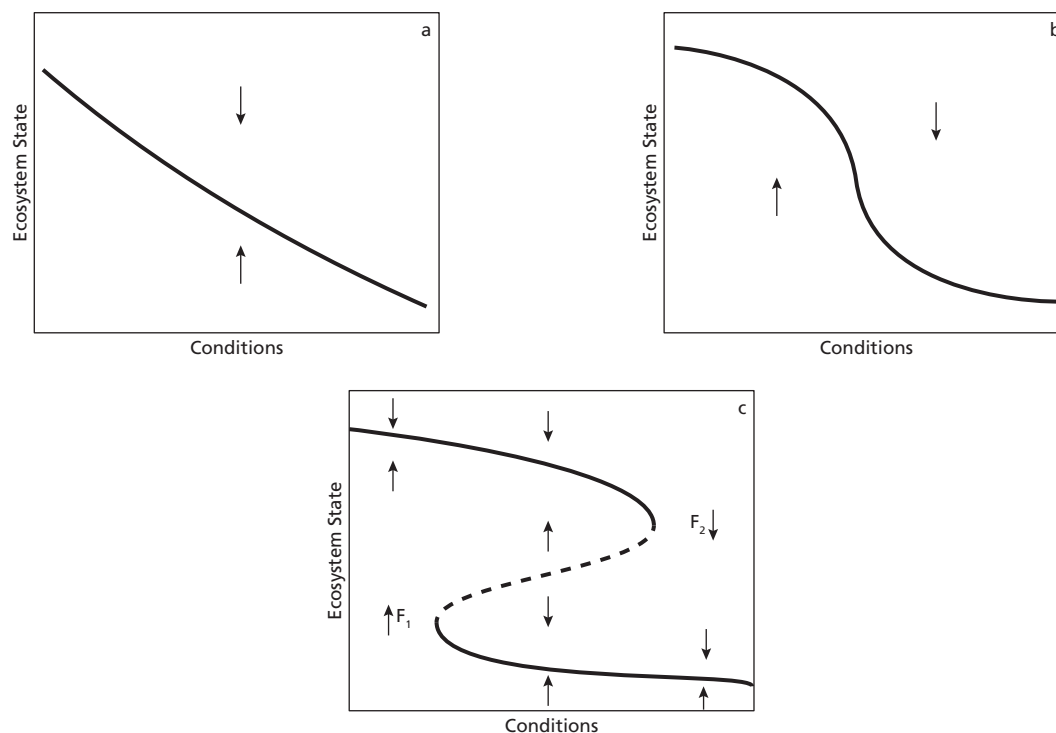 a
Ecosystem State
Conditions
b
Ecosystem State
Conditions
c
Ecosystem State
F₂
F₁
Conditions